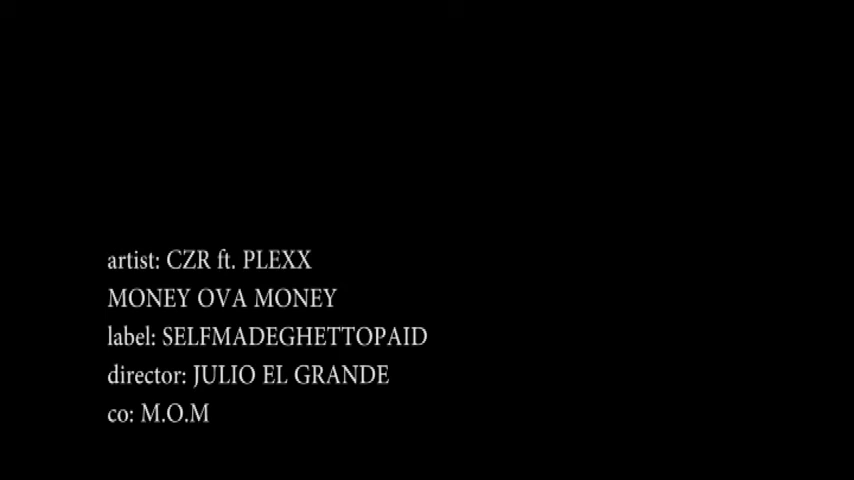 artist: CZR ft. PLEXX
MONEY OVA MONEY
label: SELFMADEGHETTOPAID
director: JULIO EL GRANDE
co: M.O.M